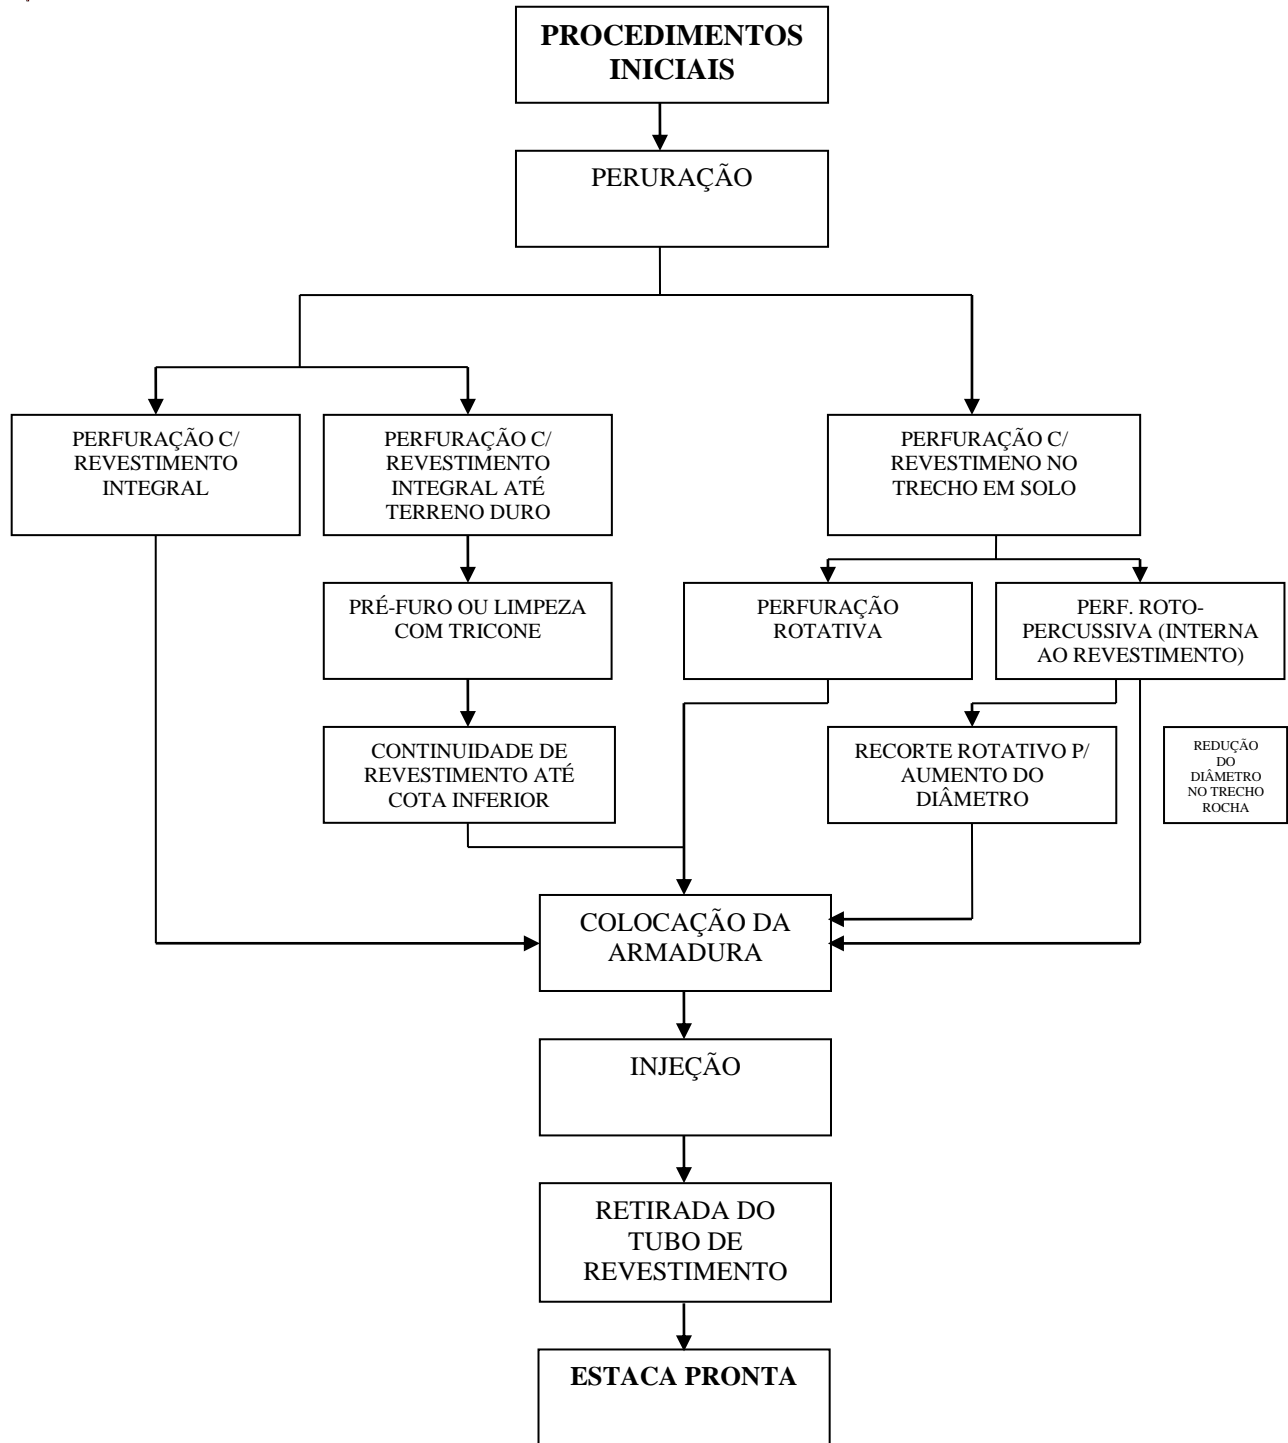 PROCEDIMENTOS
INICIAIS
PERURAÇÃO
PERFURAÇÃO C/
REVESTIMENTO
INTEGRAL
PERFURAÇÃO C/
REVESTIMENTO
INTEGRAL ATÉ
TERRENO DURO
PERFURAÇÃO C/
REVESTIMENO NO
TRECHO EM SOLO
PRÉ-FURO OU LIMPEZA
COM TRICONE
PERFURAÇÃO
ROTATIVA
PERF. ROTO-
PERCUSSIVA (INTERNA
AO REVESTIMENTO)
CONTINUIDADE DE
REVESTIMENTO ATÉ
COTA INFERIOR
RECORTE ROTATIVO P/
AUMENTO DO
DIÂMETRO
REDUÇÃO
DO
DIÂMETRO
NO TRECHO
ROCHA
COLOCAÇÃO DA
ARMADURA
INJEÇÃO
RETIRADA DO
TUBO DE
REVESTIMENTO
ESTACA PRONTA